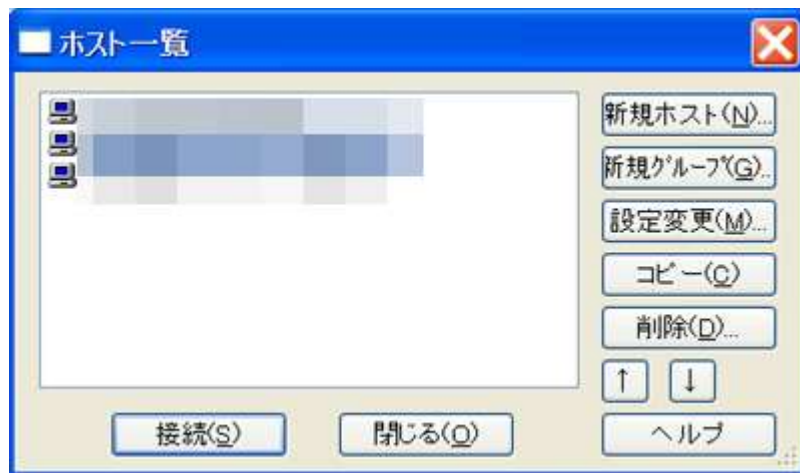 ホスト一覧
新規ホスト(N)...
新規グループ(G)..
設定変更(M)...
コピー(C)
削除(D)...
↑ ↓
接続(S) 閉じる(O) ヘルプ